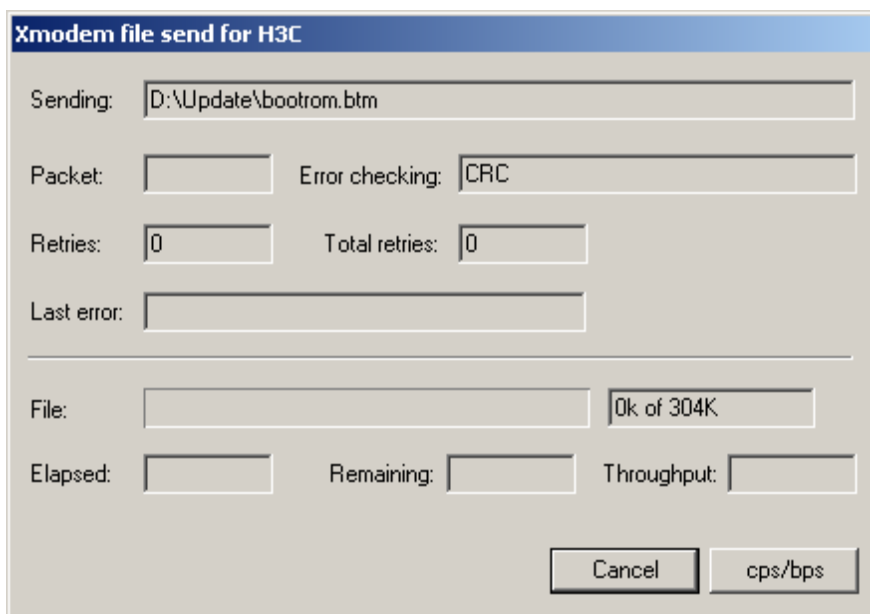 Xmodem file send for H3C
Sending: D:\Update\bootrom.btm
Packet: Error checking: CRC
Retries: 0 Total retries: 0
Last error:
File: 0k of 304K
Elapsed: Remaining: Throughput:
Cancel cps/bps